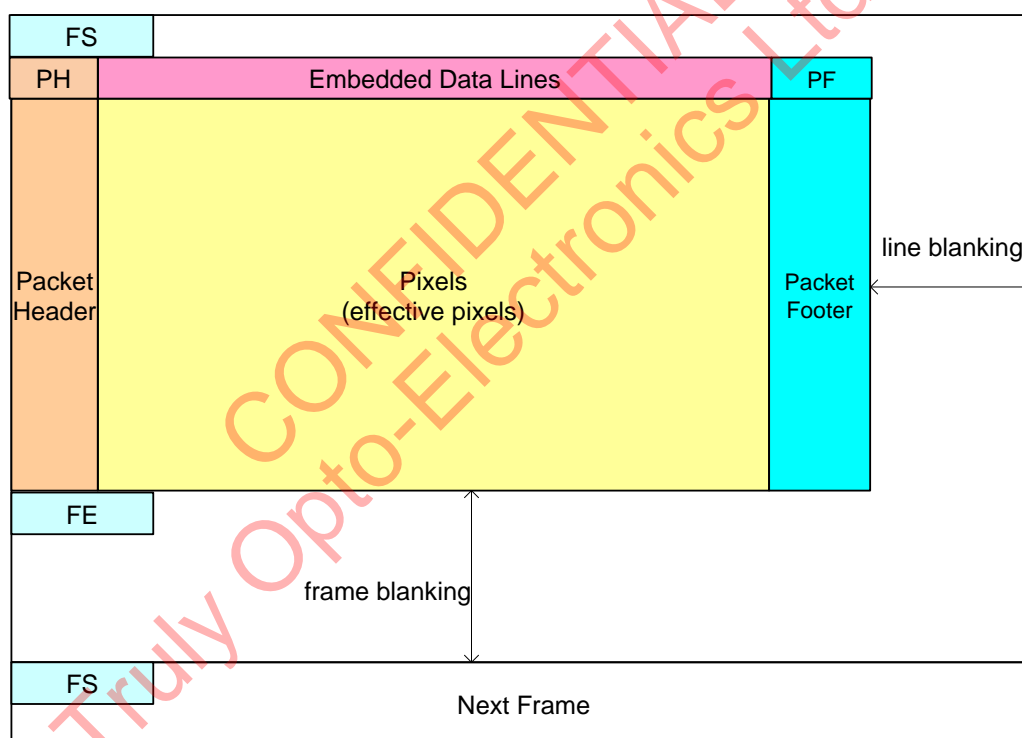 FS
PH
Embedded Data Lines
PF
line blanking
Packet
Header
Pixels
(effective pixels)
Packet
Footer
FE
frame blanking
FS
Next Frame
CONFIDENTIAL
Truly Opto-Electronics Ltd